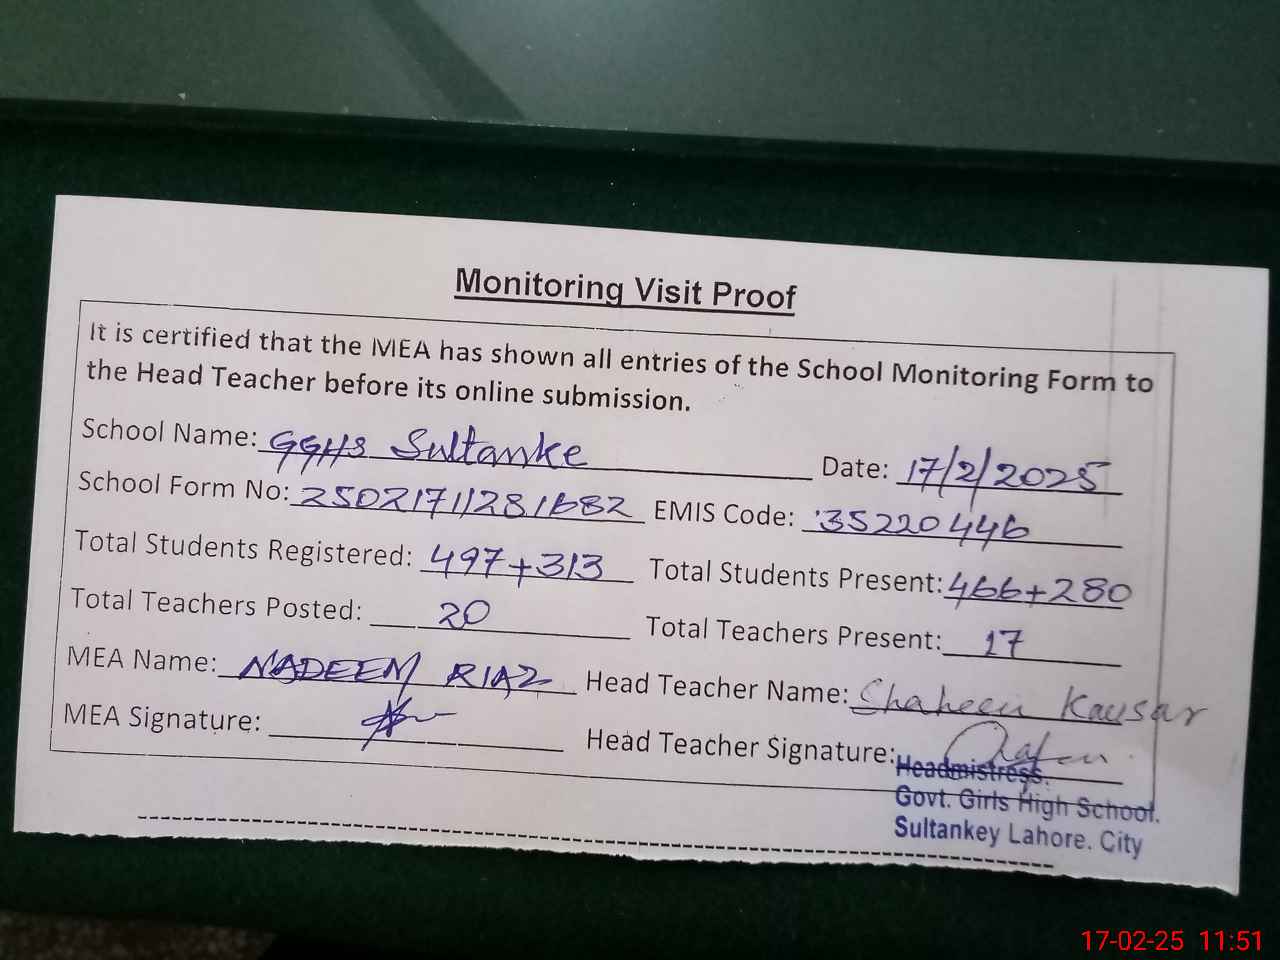 Monitoring Visit Proof
It is certified that the MEA has shown all entries of the School Monitoring Form to
the Head Teacher before its online submission.
School Name: GGHS Sultanke Date: 17/2/2025
School Form No: 25021711281682 EMIS Code: 35220446
Total Students Registered: 497+313 Total Students Present: 466+280
Total Teachers Posted: 20 Total Teachers Present: 17
MEA Name: NADEEM RIAZ Head Teacher Name: Shaheen Kausar
MEA Signature: Head Teacher Signature:
Headmistress.
Govt. Girls High School.
Sultankey Lahore. City
17-02-25 11:51